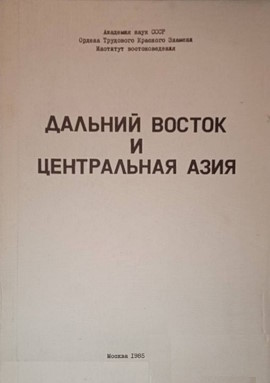 Академия наук СССР
Ордена Трудового Красного Знамени
Институт востоковедения
ДАЛЬНИЙ ВОСТОК
И
ЦЕНТРАЛЬНАЯ АЗИЯ
Москва 1985